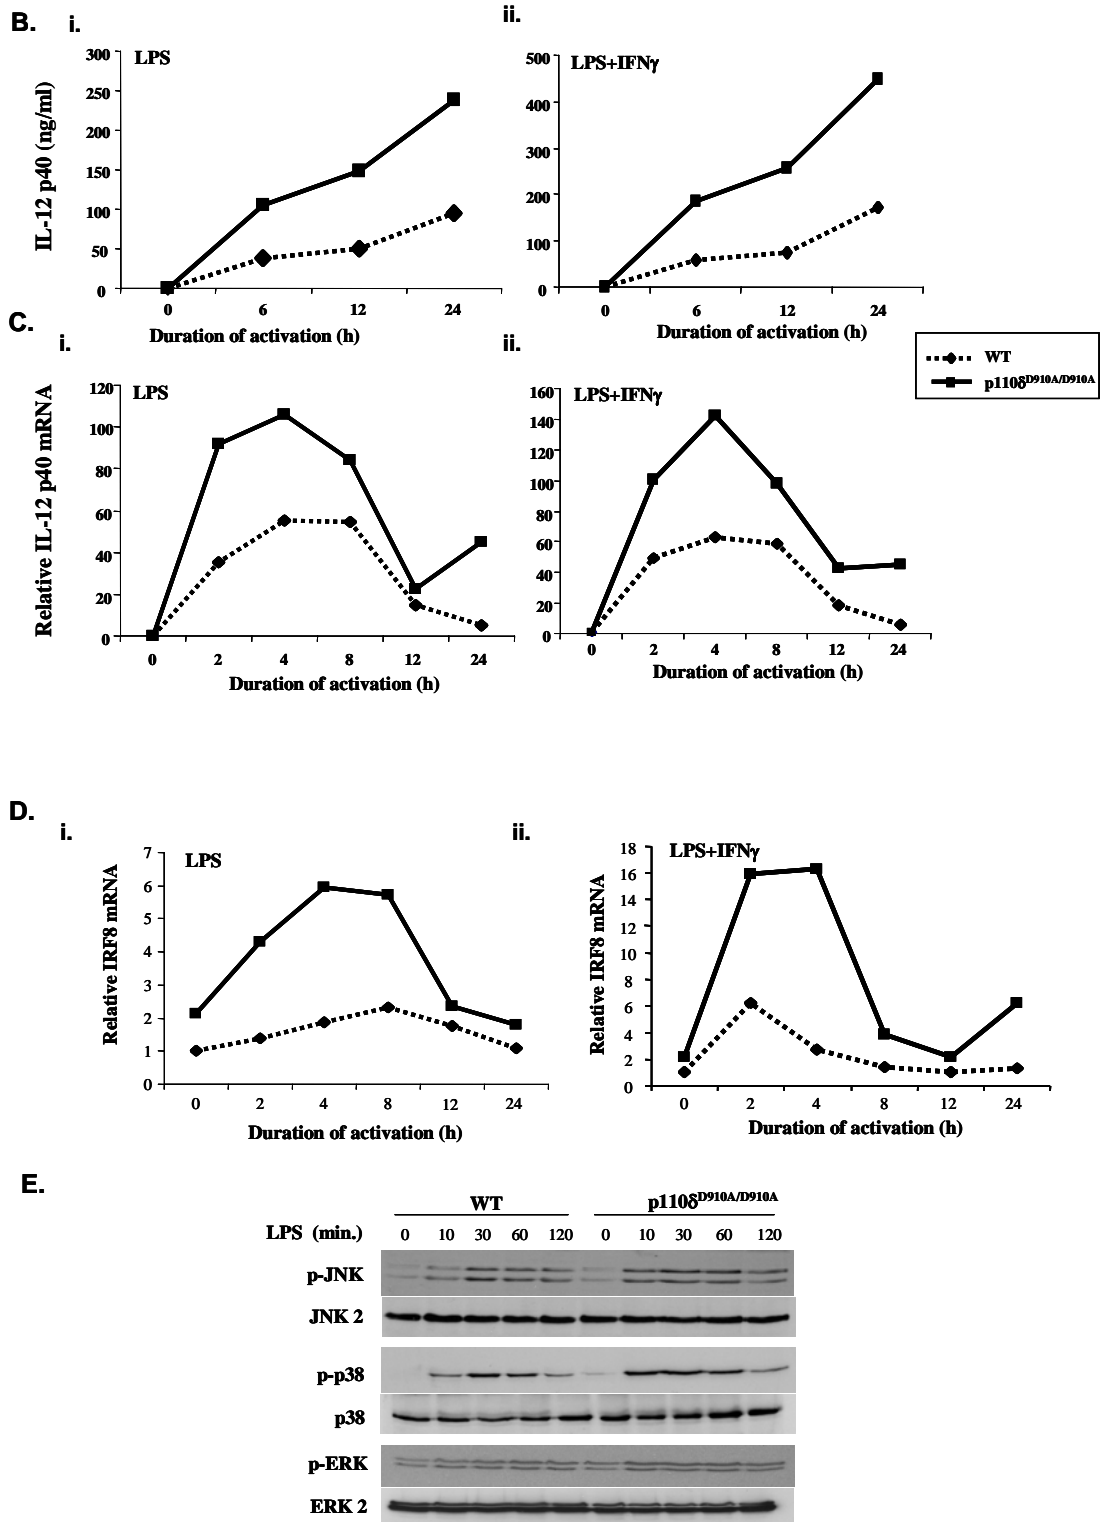 B.
i.
ii.
LPS
IL-12 p40 (ng/ml)
300
250
200
150
100
50
0
0 6 12 24
Duration of activation (h)
LPS+IFNγ
500
400
300
200
100
0
0 6 12 24
Duration of activation (h)
C.
i.
ii.
WT
p110δD910A/D910A
LPS
Relative IL-12 p40 mRNA
120
100
80
60
40
20
0
0 2 4 8 12 24
Duration of activation (h)
LPS+IFNγ
160
140
120
100
80
60
40
20
0
0 2 4 8 12 24
Duration of activation (h)
D.
i.
ii.
LPS
Relative IRF8 mRNA
7
6
5
4
3
2
1
0
0 2 4 8 12 24
Duration of activation (h)
LPS+IFNγ
Relative IRF8 mRNA
18
16
14
12
10
8
6
4
2
0
0 2 4 8 12 24
Duration of activation (h)
E.
WT p110δD910A/D910A
LPS (min.) 0 10 30 60 120 0 10 30 60 120
p-JNK
JNK 2
p-p38
p38
p-ERK
ERK 2